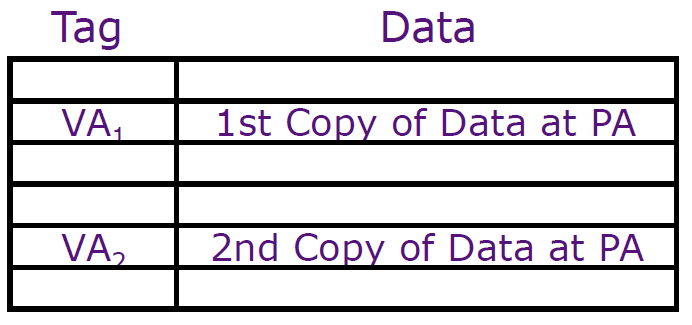 Tag Data
VA₁ 1st Copy of Data at PA
VA₂ 2nd Copy of Data at PA